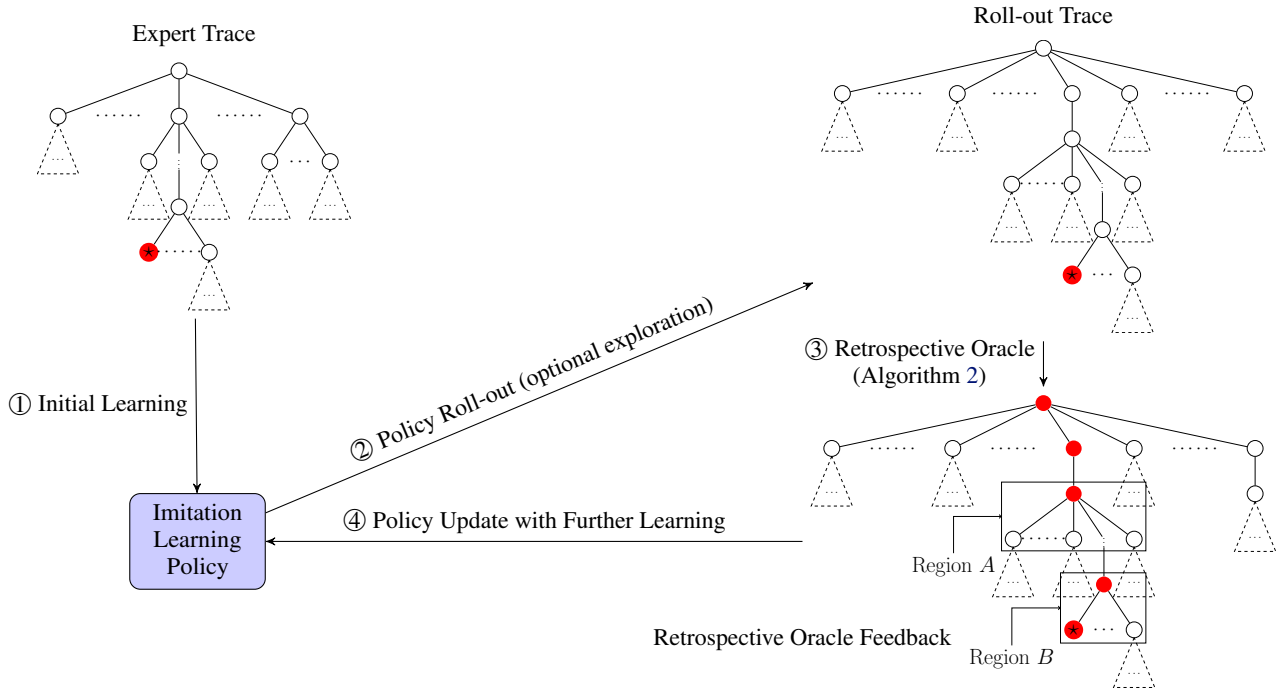 Roll-out Trace
Expert Trace
② Policy Roll-out (optional exploration)
③ Retrospective Oracle
(Algorithm 2)
① Initial Learning
Imitation
Learning
Policy
④ Policy Update with Further Learning
Region A
Retrospective Oracle Feedback
Region B